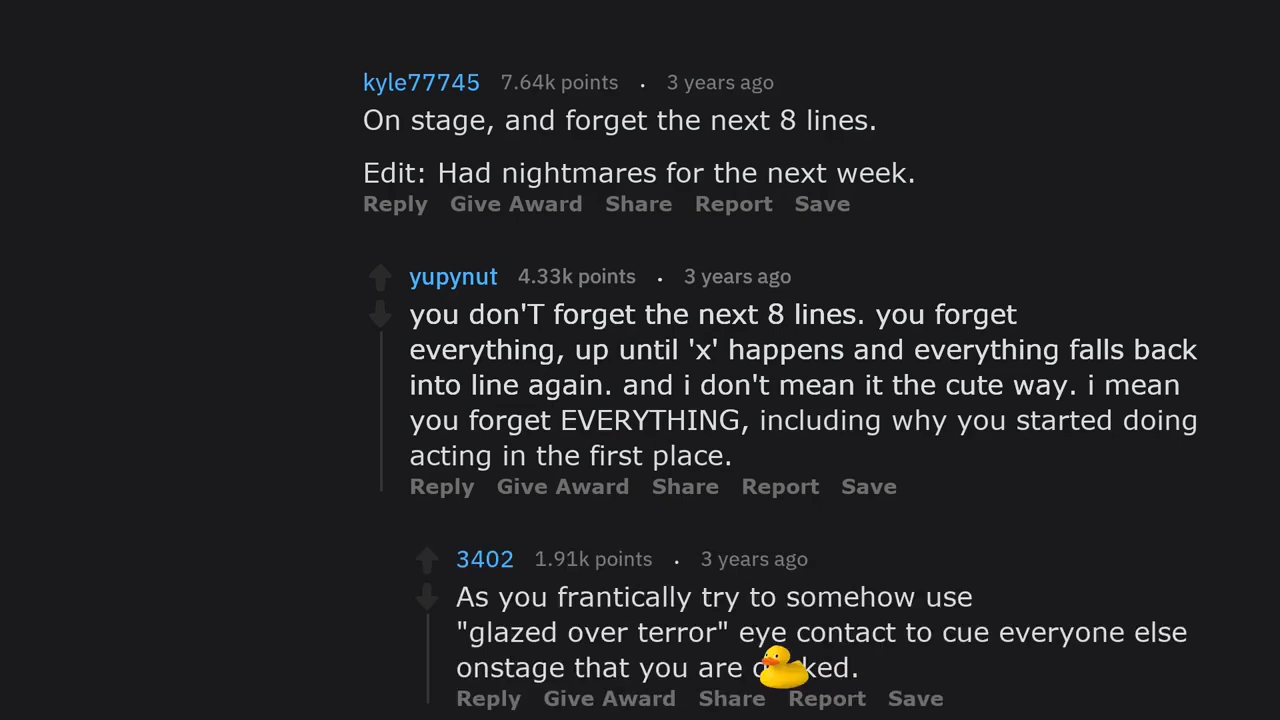 kyle77745 7.64k points · 3 years ago
On stage, and forget the next 8 lines.
Edit: Had nightmares for the next week.
Reply Give Award Share Report Save
yupynut 4.33k points · 3 years ago
you don'T forget the next 8 lines. you forget
everything, up until 'x' happens and everything falls back
into line again. and i don't mean it the cute way. i mean
you forget EVERYTHING, including why you started doing
acting in the first place.
Reply Give Award Share Report Save
3402 1.91k points · 3 years ago
As you frantically try to somehow use
"glazed over terror" eye contact to cue everyone else
onstage that you are
Reply Give Award Share Report Save